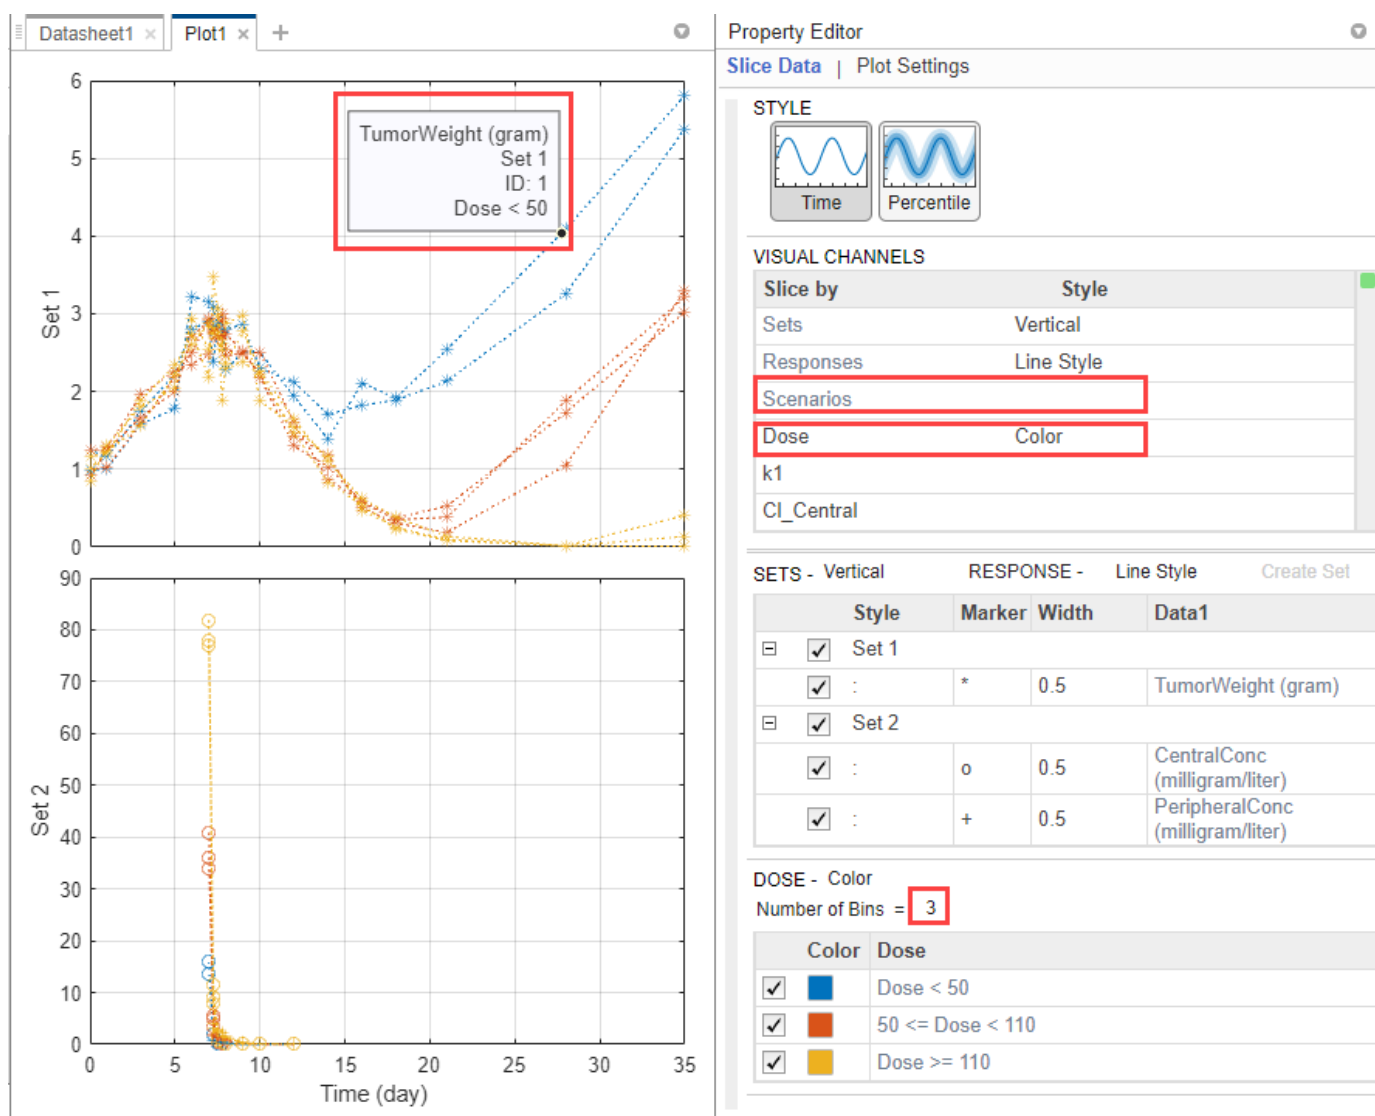 Datasheet1 × Plot1 × +
6
5
4
3
2
1
0
Set 1
TumorWeight (gram)
Set 1
ID: 1
Dose < 50
90
80
70
60
50
40
30
20
10
0
Set 2
0 5 10 15 20 25 30 35
Time (day)
Property Editor
Slice Data | Plot Settings
STYLE
Time Percentile
VISUAL CHANNELS
Slice by Style
Sets Vertical
Responses Line Style
Scenarios
Dose Color
k1
Cl_Central
SETS - Vertical RESPONSE - Line Style Create Set
Style Marker Width Data1
Set 1
: * 0.5 TumorWeight (gram)
Set 2
: o 0.5 CentralConc
(milligram/liter)
: + 0.5 PeripheralConc
(milligram/liter)
DOSE - Color
Number of Bins = 3
Color Dose
Dose < 50
50 <= Dose < 110
Dose >= 110